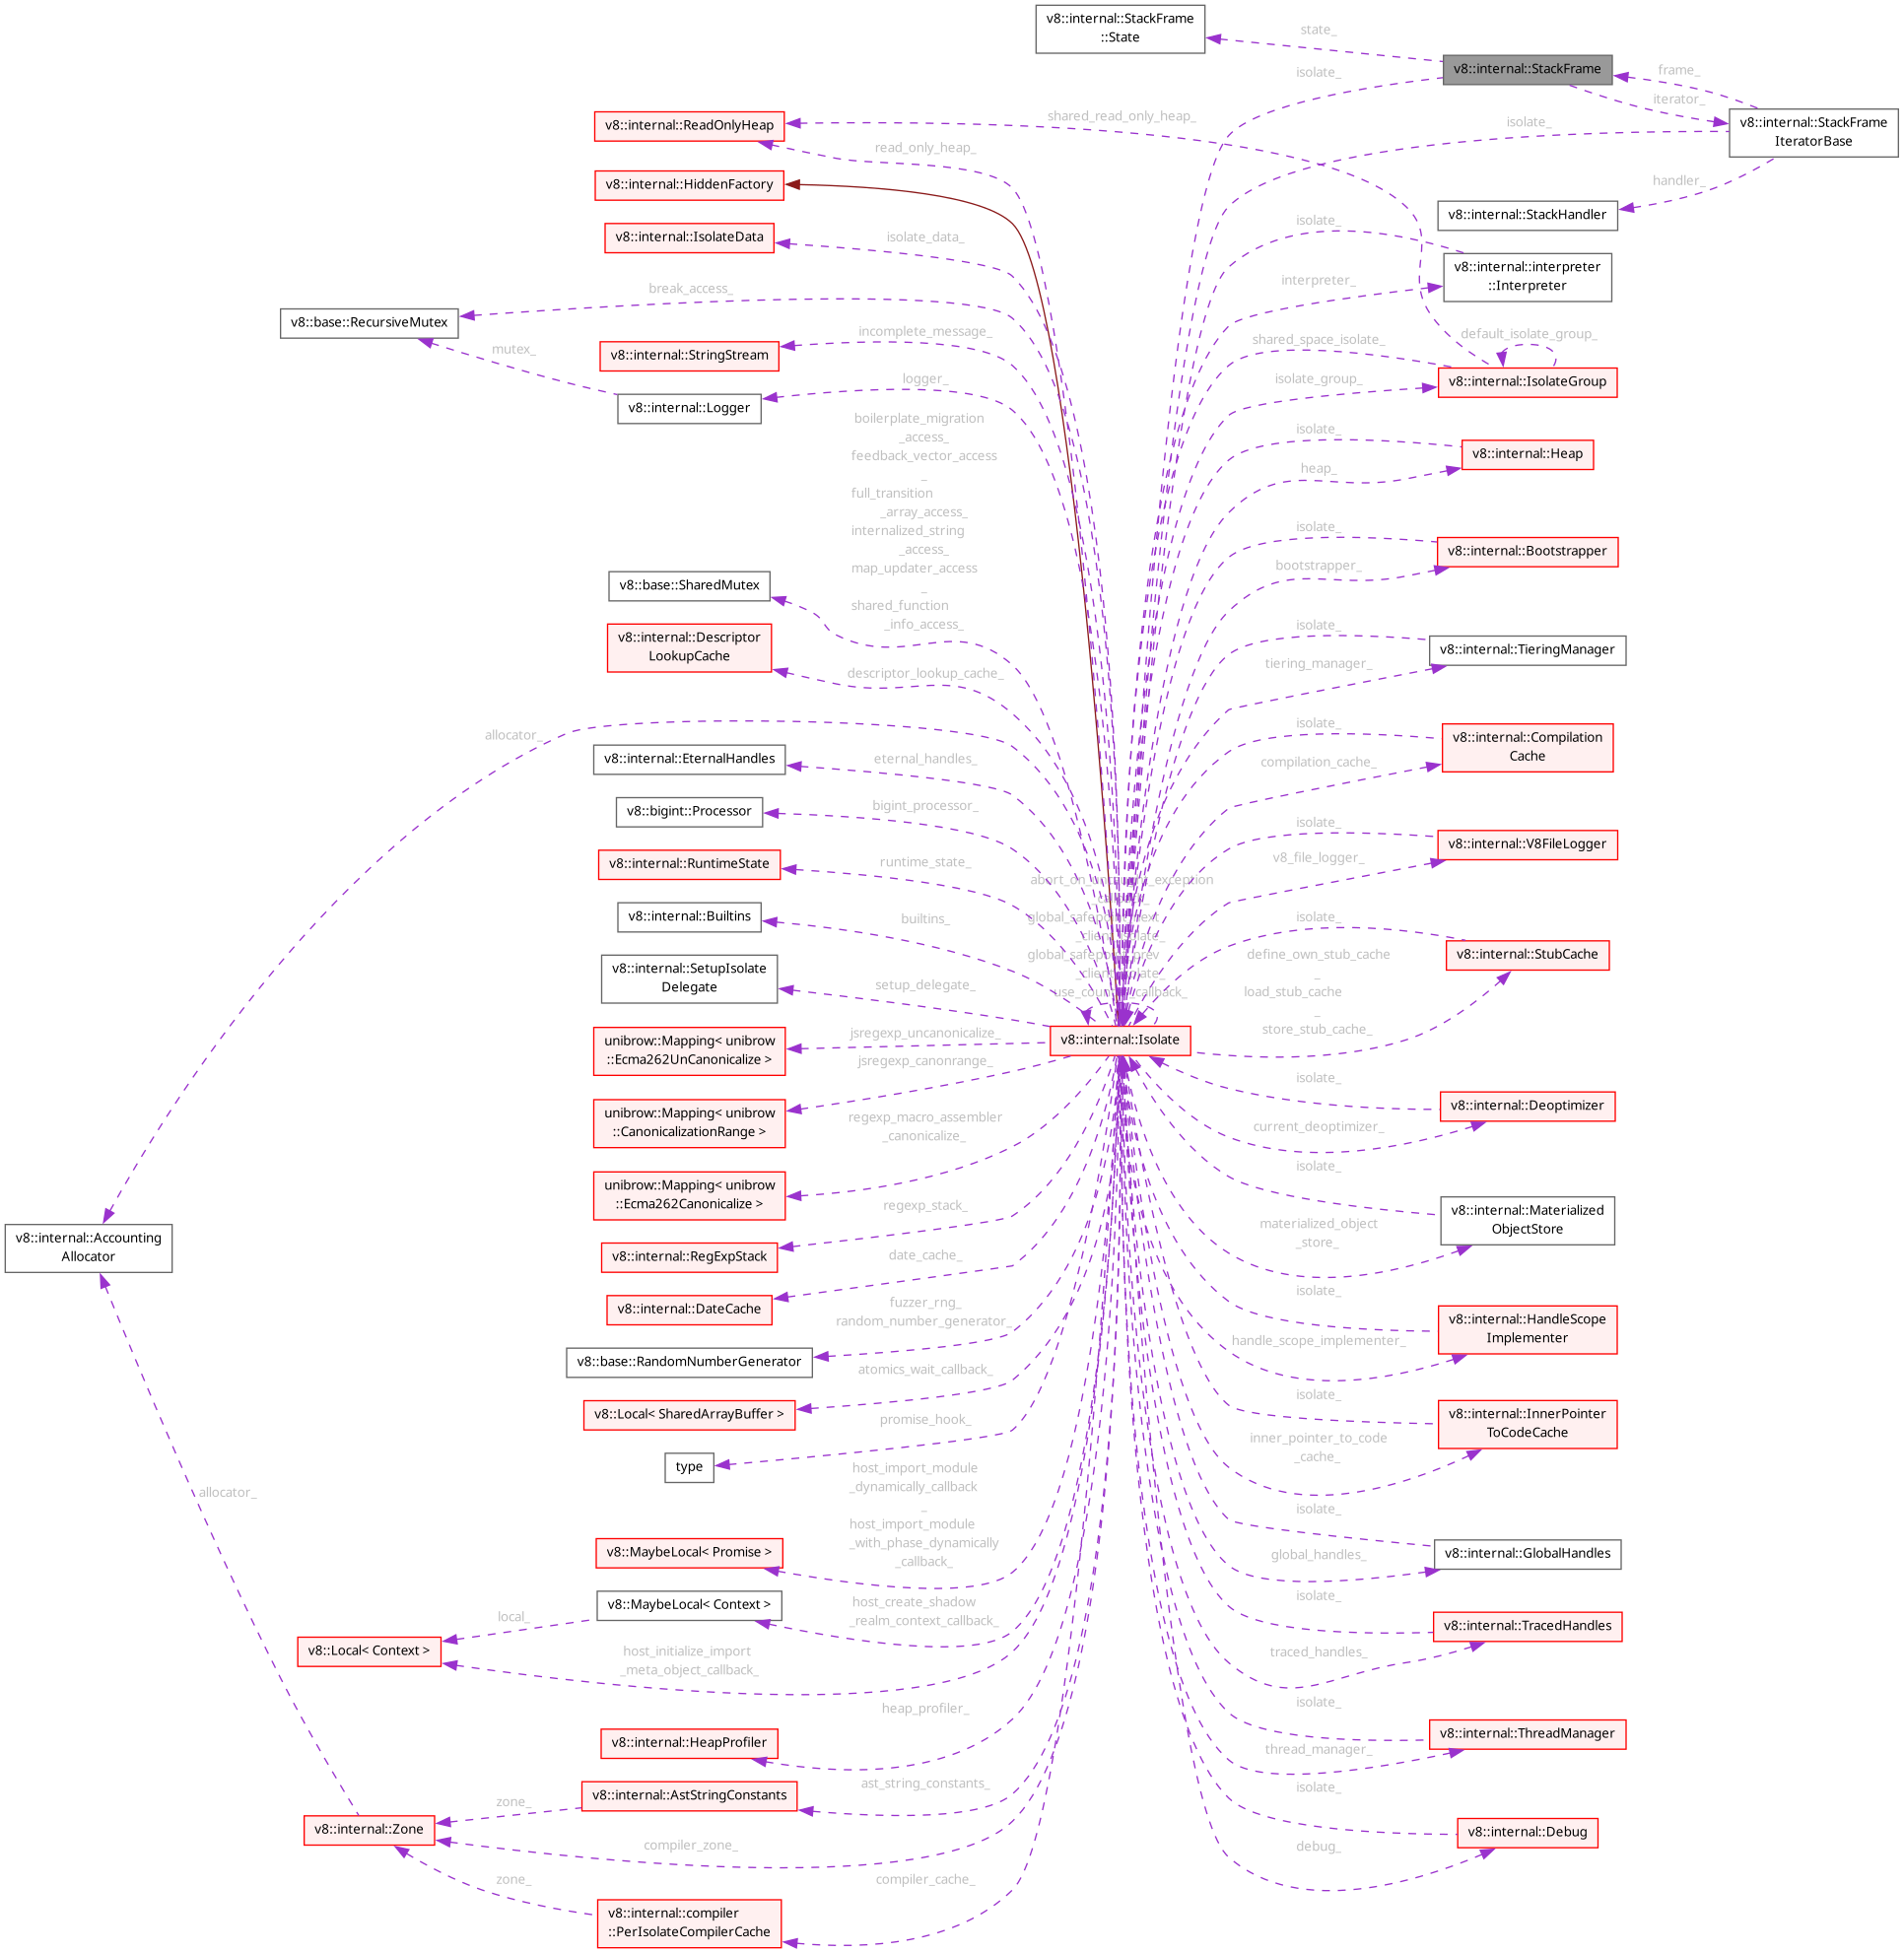 v8::internal::StackFrame
::State
state_
v8::internal::StackFrame
isolate_
frame_
iterator_
v8::internal::StackFrame
IteratorBase
isolate_
handler_
v8::internal::StackHandler
shared_read_only_heap_
v8::internal::ReadOnlyHeap
read_only_heap_
v8::internal::HiddenFactory
v8::internal::IsolateData
isolate_data_
isolate_
v8::internal::interpreter
::Interpreter
interpreter_
break_access_
v8::base::RecursiveMutex
mutex_
incomplete_message_
v8::internal::StringStream
logger_
v8::internal::Logger
shared_space_isolate_
default_isolate_group_
isolate_group_
v8::internal::IsolateGroup
isolate_
v8::internal::Heap
heap_
boilerplate_migration
_access_
feedback_vector_access
_
full_transition
_array_access_
internalized_string
_access_
map_updater_access
_
shared_function
_info_access_
v8::base::SharedMutex
isolate_
v8::internal::Bootstrapper
bootstrapper_
v8::internal::Descriptor
LookupCache
descriptor_lookup_cache_
isolate_
v8::internal::TieringManager
tiering_manager_
allocator_
v8::internal::EternalHandles
eternal_handles_
isolate_
v8::internal::Compilation
Cache
compilation_cache_
v8::bigint::Processor
bigint_processor_
isolate_
v8::internal::V8FileLogger
v8_file_logger_
v8::internal::RuntimeState
runtime_state_
v8::internal::Builtins
builtins_
abort_on_uncaught_exception
_callback_
global_safepoint_next
_client_isolate_
global_safepoint_prev
_client_isolate_
use_counter_callback_
isolate_
v8::internal::StubCache
define_own_stub_cache
_
load_stub_cache
_
store_stub_cache_
v8::internal::SetupIsolate
Delegate
setup_delegate_
v8::internal::Isolate
unibrow::Mapping< unibrow
::Ecma262UnCanonicalize >
jsregexp_uncanonicalize_
jsregexp_canonrange_
unibrow::Mapping< unibrow
::CanonicalizationRange >
isolate_
v8::internal::Deoptimizer
current_deoptimizer_
regexp_macro_assembler
_canonicalize_
unibrow::Mapping< unibrow
::Ecma262Canonicalize >
isolate_
v8::internal::Materialized
ObjectStore
materialized_object
_store_
v8::internal::Accounting
Allocator
regexp_stack_
v8::internal::RegExpStack
date_cache_
v8::internal::DateCache
isolate_
v8::internal::HandleScope
Implementer
handle_scope_implementer_
fuzzer_rng_
random_number_generator_
v8::base::RandomNumberGenerator
atomics_wait_callback_
v8::Local< SharedArrayBuffer >
isolate_
v8::internal::InnerPointer
ToCodeCache
inner_pointer_to_code
_cache_
promise_hook_
type
allocator_
host_import_module
_dynamically_callback
_
host_import_module
_with_phase_dynamically
_callback_
v8::MaybeLocal< Promise >
isolate_
v8::internal::GlobalHandles
global_handles_
v8::MaybeLocal< Context >
host_create_shadow
_realm_context_callback_
local_
v8::Local< Context >
host_initialize_import
_meta_object_callback_
isolate_
v8::internal::TracedHandles
traced_handles_
heap_profiler_
v8::internal::HeapProfiler
isolate_
v8::internal::ThreadManager
thread_manager_
ast_string_constants_
v8::internal::AstStringConstants
zone_
v8::internal::Zone
compiler_zone_
isolate_
v8::internal::Debug
debug_
zone_
compiler_cache_
v8::internal::compiler
::PerIsolateCompilerCache